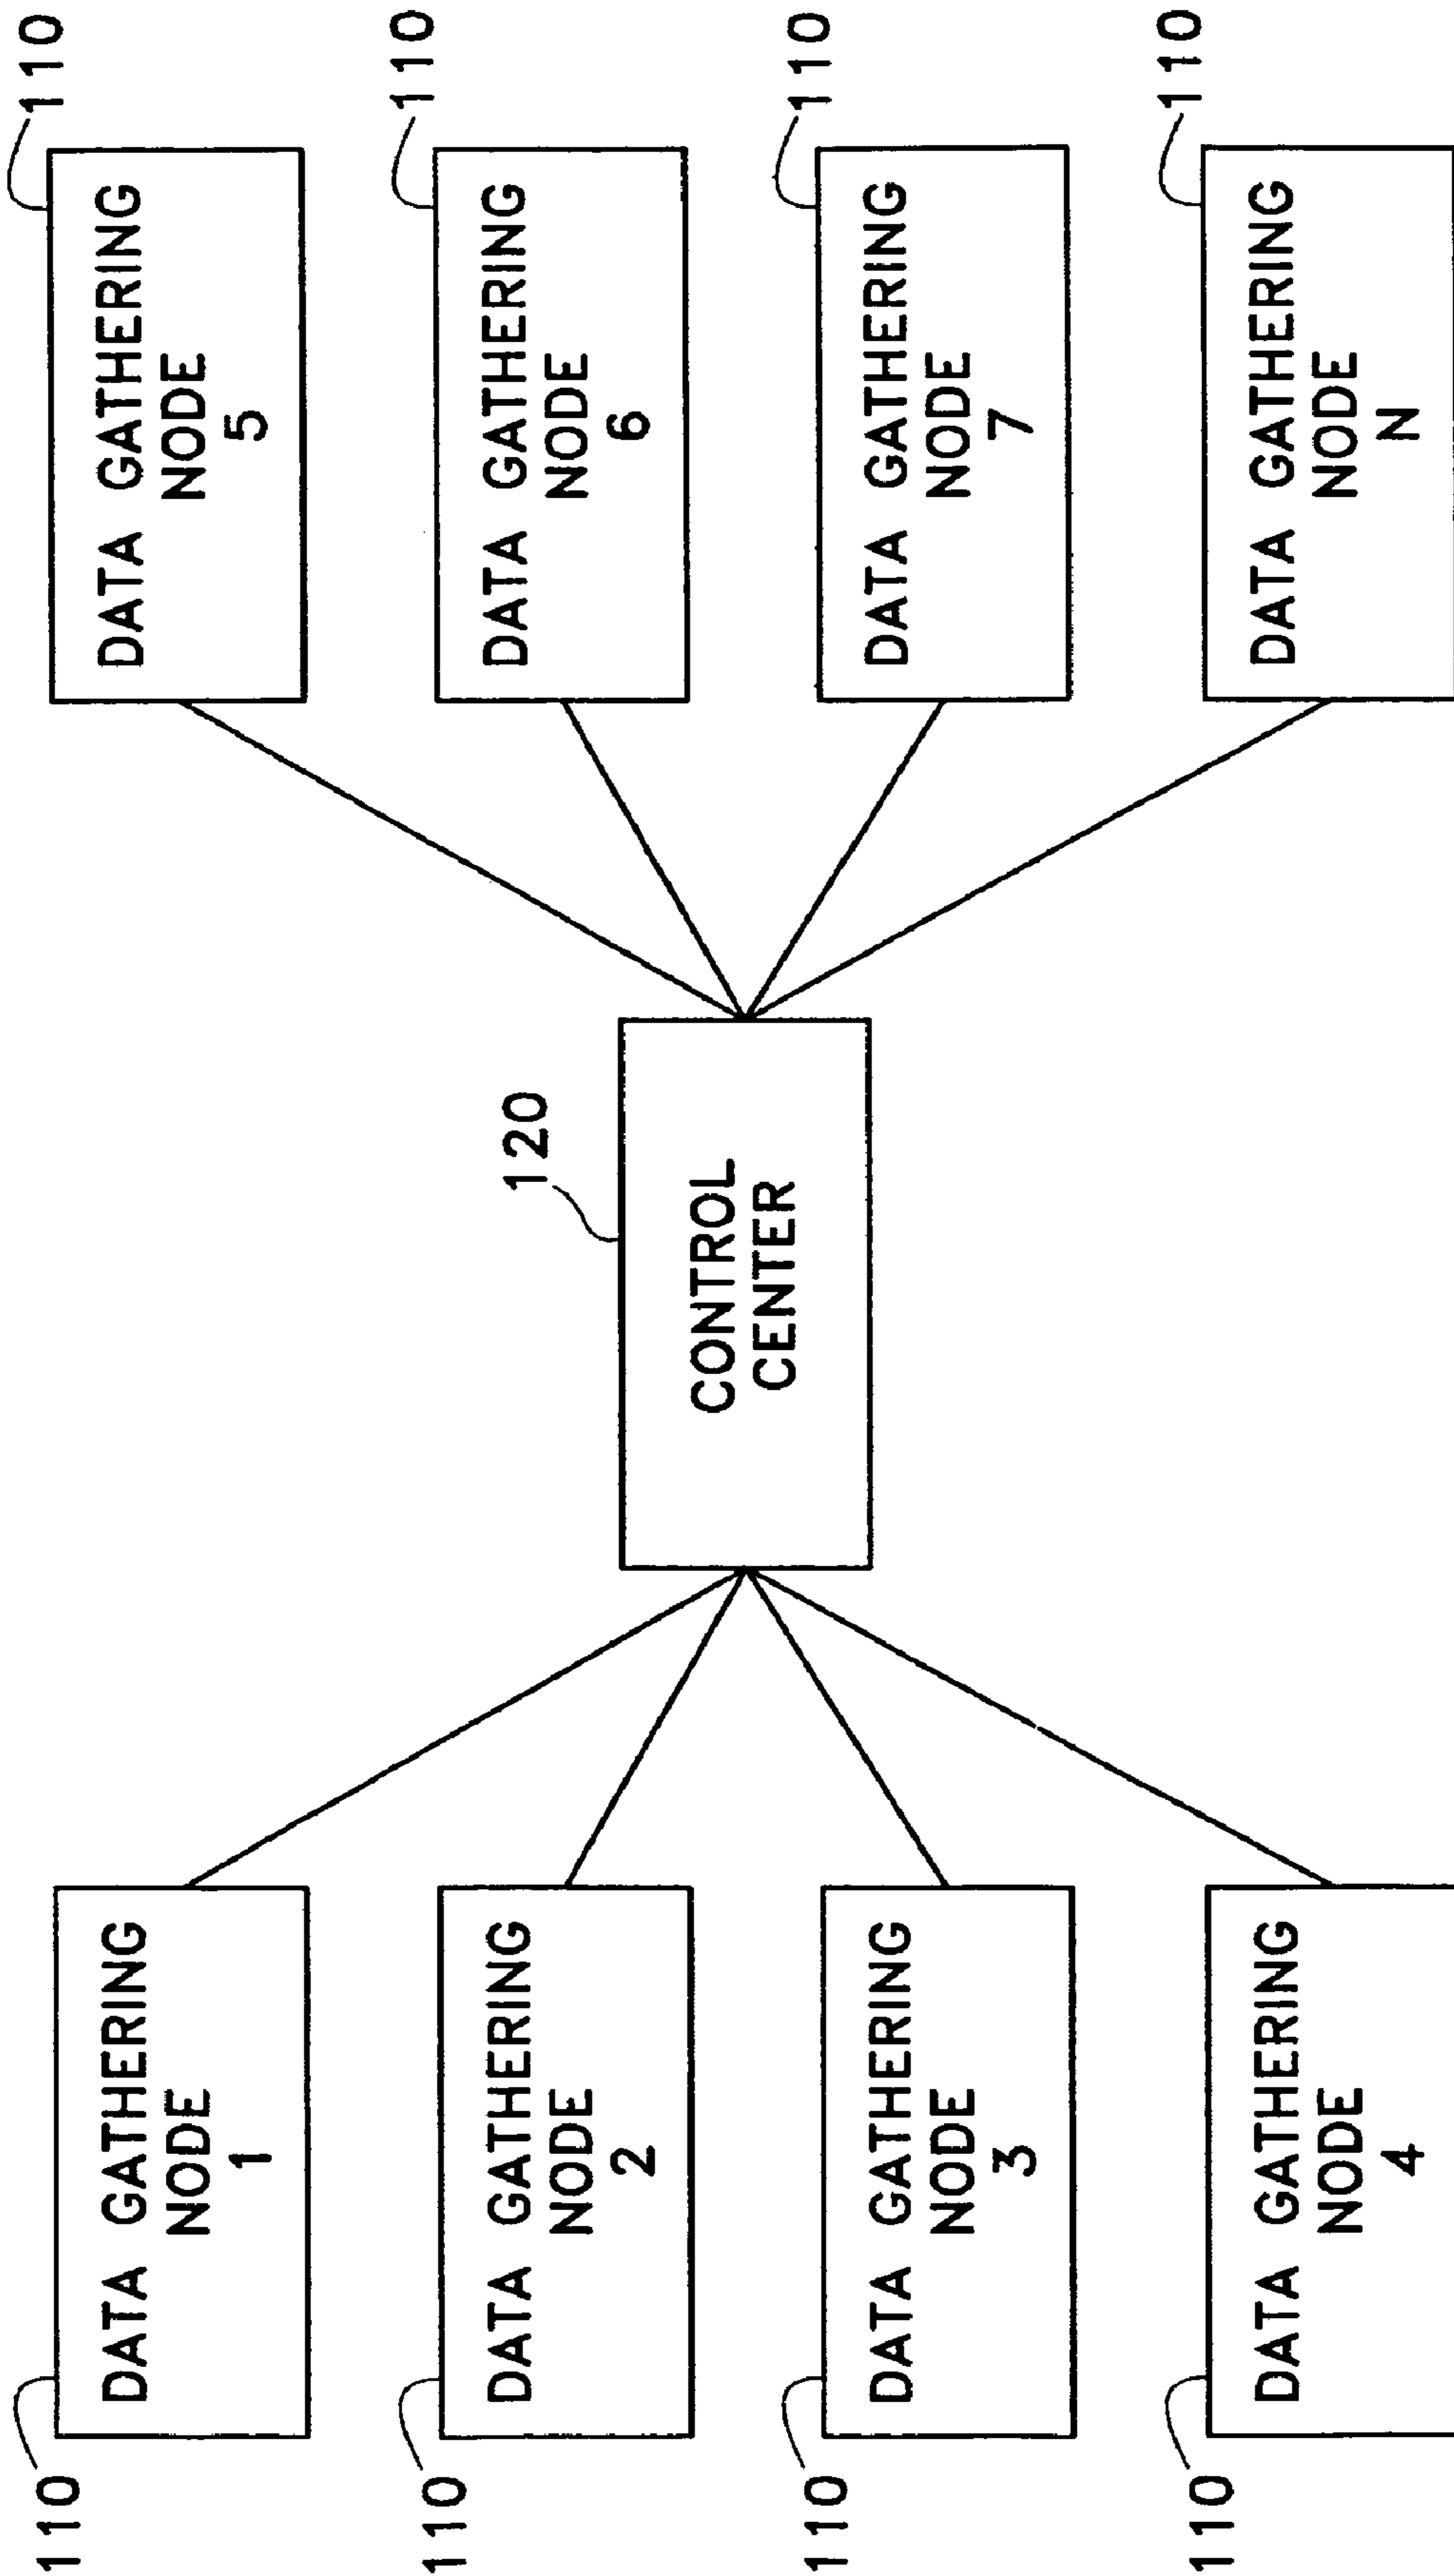 110
DATA GATHERING
NODE
1
110
DATA GATHERING
NODE
2
110
DATA GATHERING
NODE
3
110
DATA GATHERING
NODE
4
120
CONTROL
CENTER
110
DATA GATHERING
NODE
5
110
DATA GATHERING
NODE
6
110
DATA GATHERING
NODE
7
110
DATA GATHERING
NODE
N